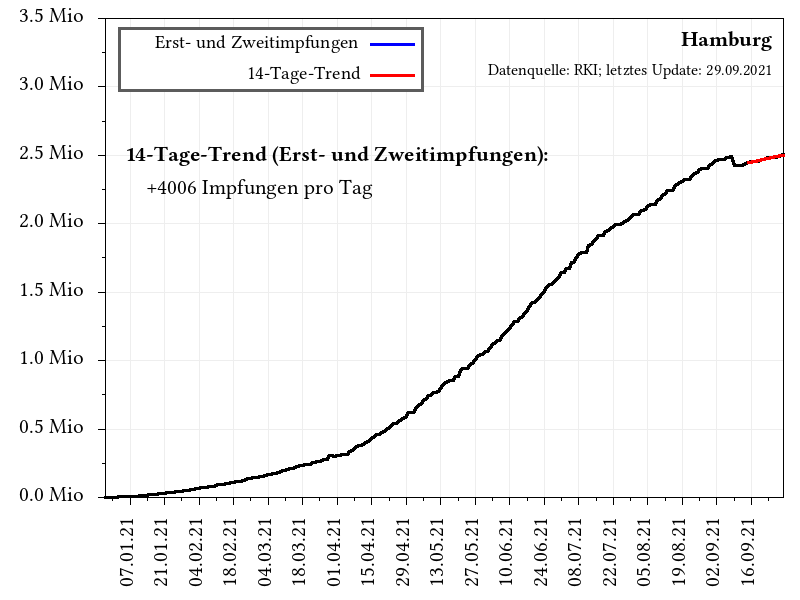 3.5 Mio
3.0 Mio
2.5 Mio
2.0 Mio
1.5 Mio
1.0 Mio
0.5 Mio
0.0 Mio
Erst- und Zweitimpfungen
14-Tage-Trend
Hamburg
Datenquelle: RKI; letztes Update: 29.09.2021
14-Tage-Trend (Erst- und Zweitimpfungen):
+4006 Impfungen pro Tag
07.01.21
21.01.21
04.02.21
18.02.21
04.03.21
18.03.21
01.04.21
15.04.21
29.04.21
13.05.21
27.05.21
10.06.21
24.06.21
08.07.21
22.07.21
05.08.21
19.08.21
02.09.21
16.09.21